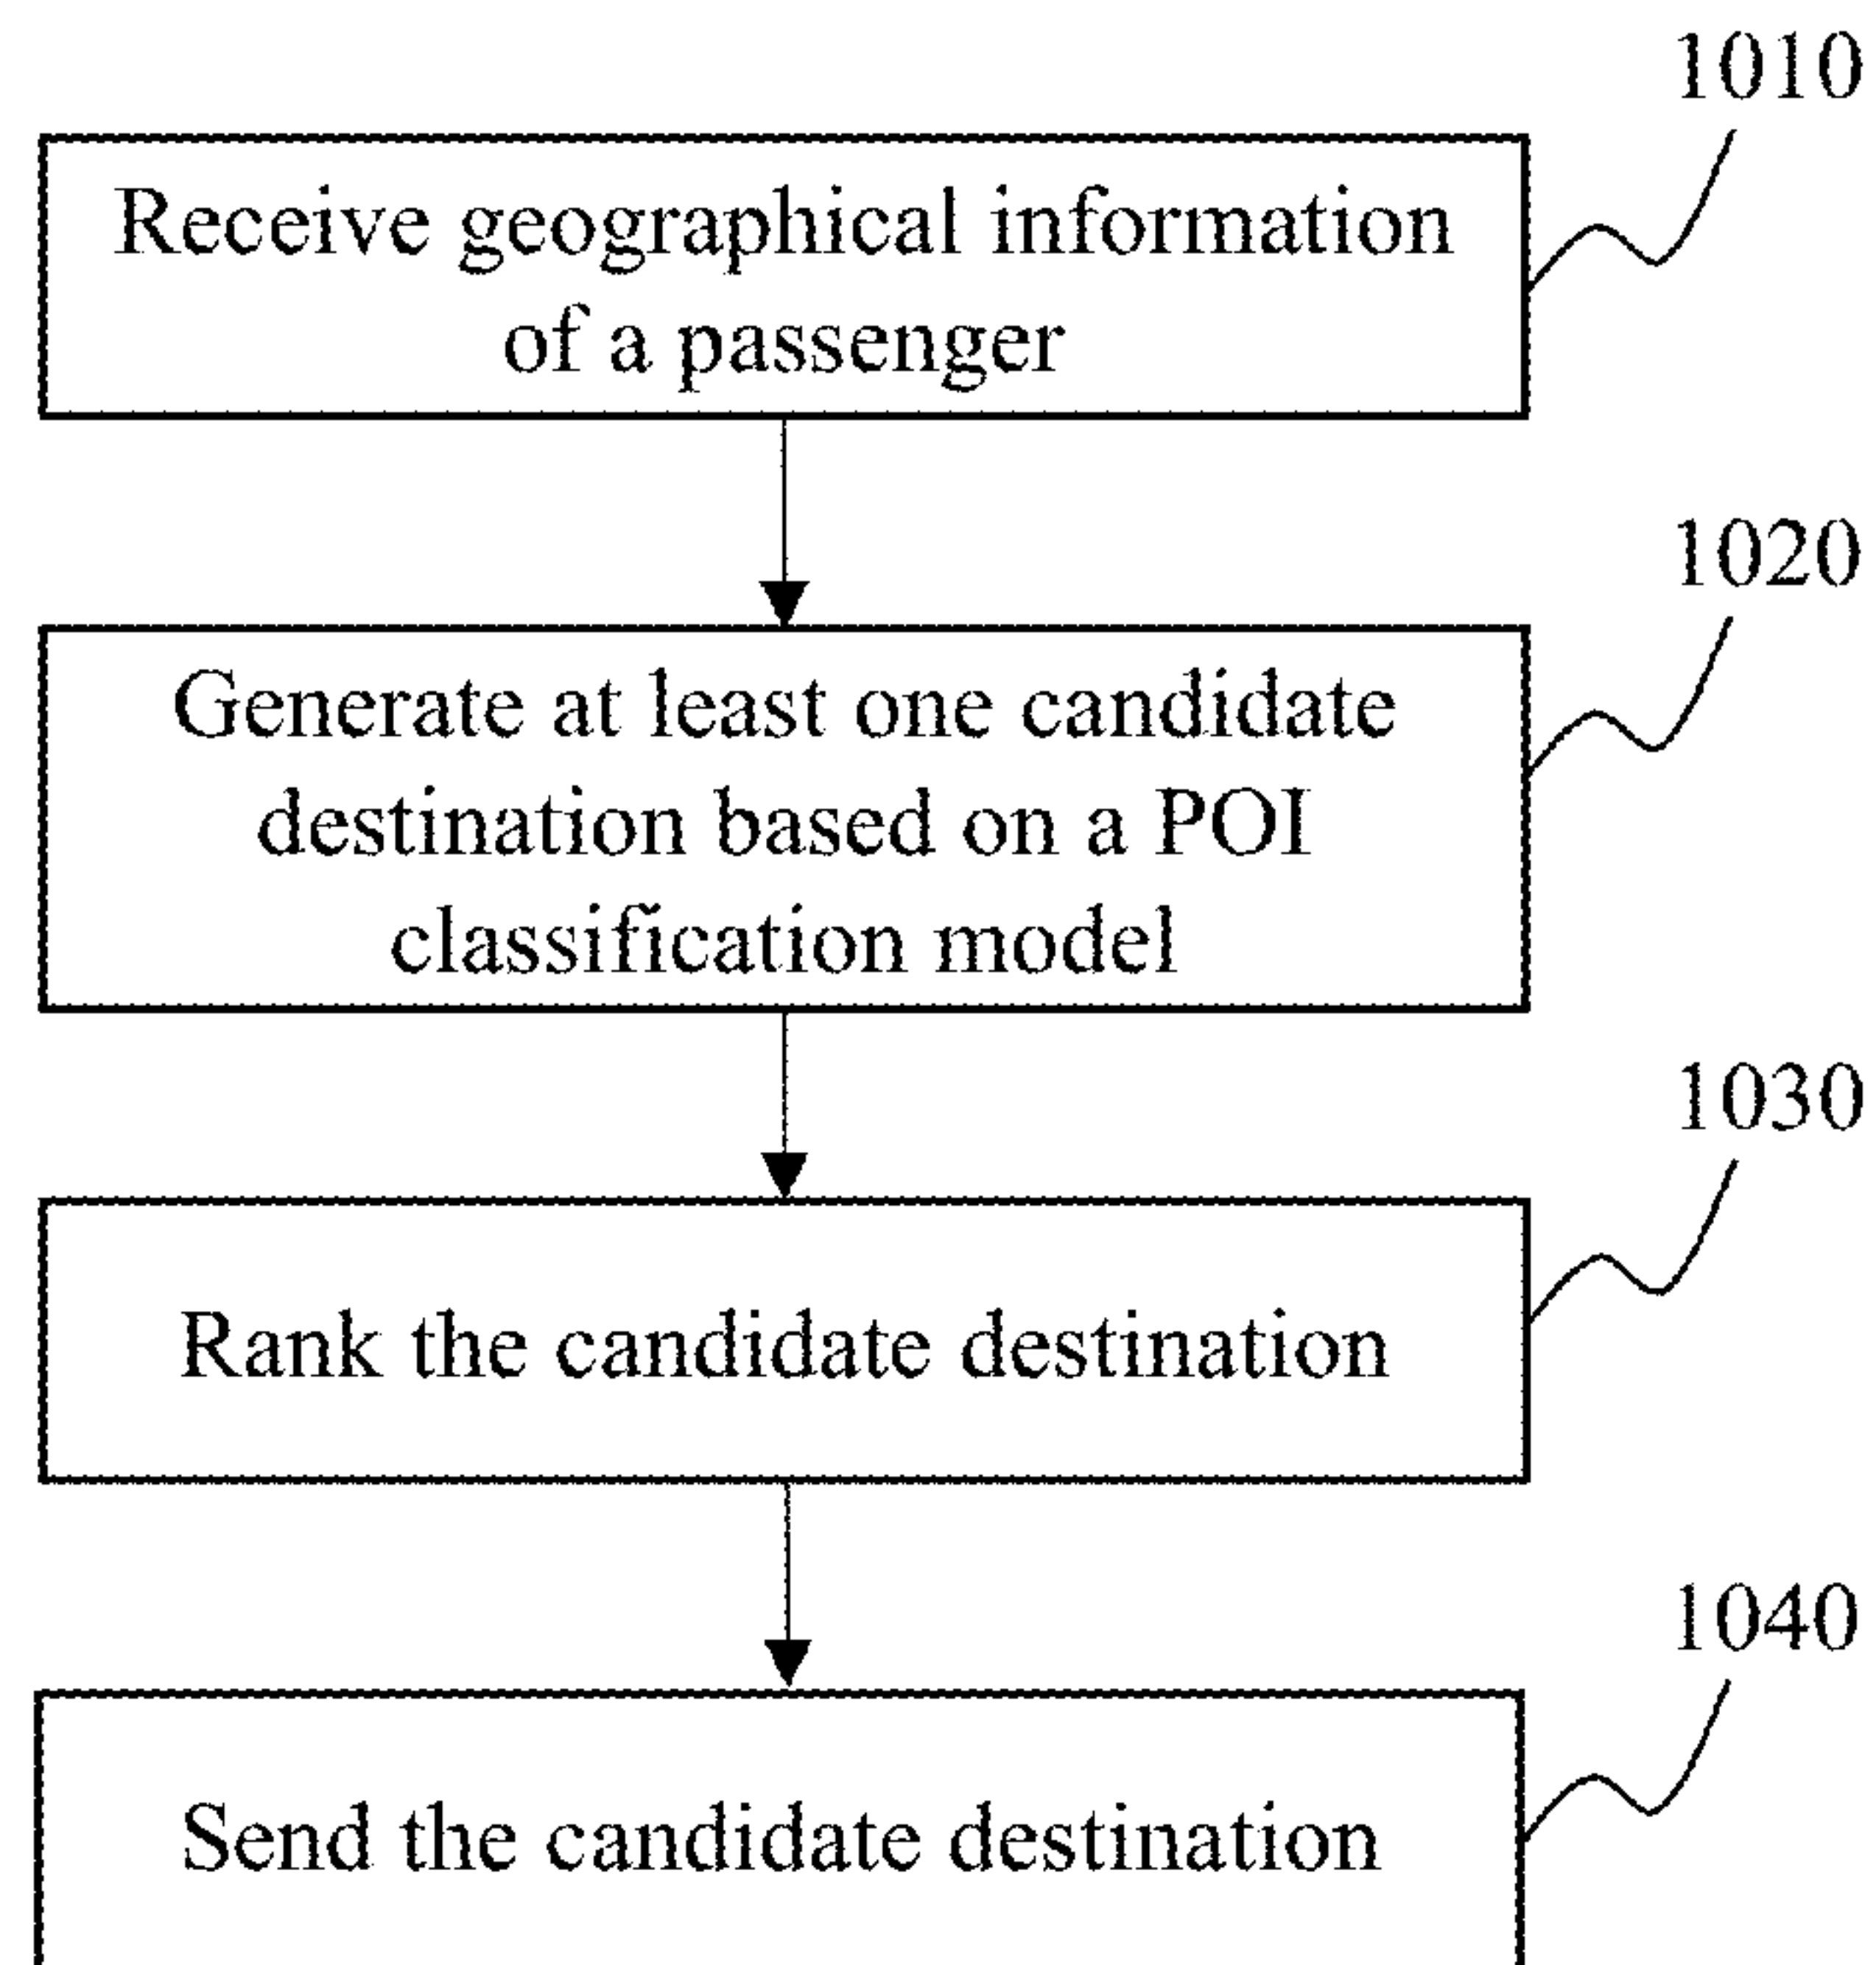 1010
Receive geographical information
of a passenger
1020
Generate at least one candidate
destination based on a POI
classification model
1030
Rank the candidate destination
1040
Send the candidate destination